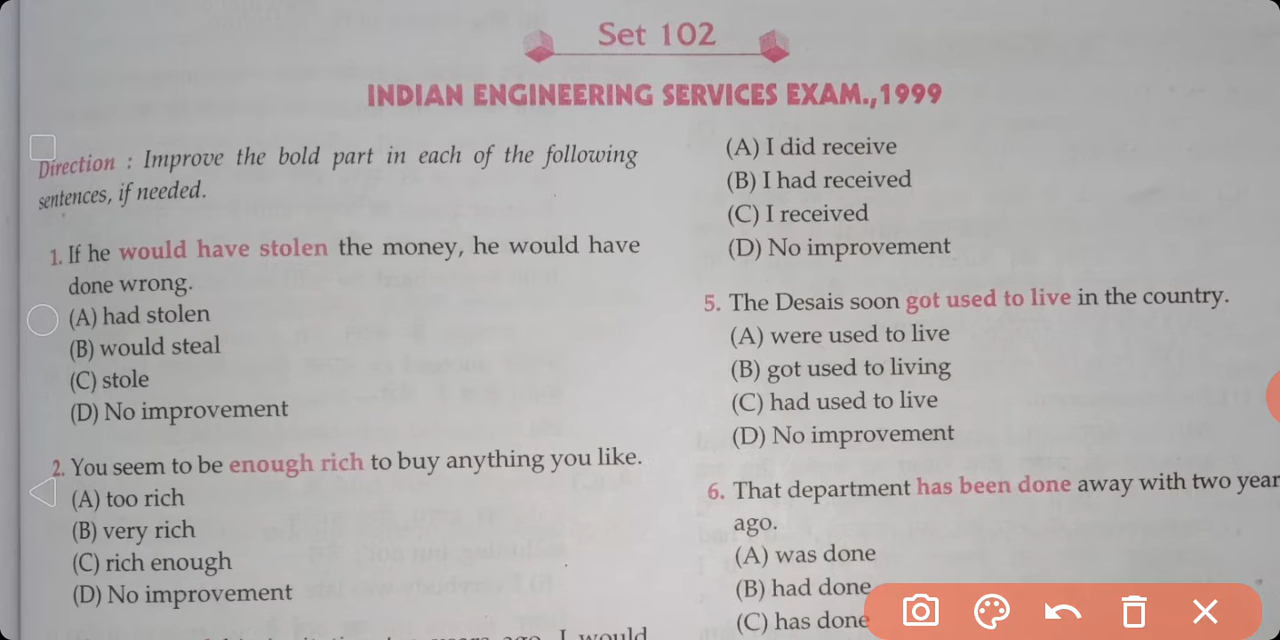 Set 102
INDIAN ENGINEERING SERVICES EXAM.,1999
Direction : Improve the bold part in each of the following
sentences, if needed.
1. If he would have stolen the money, he would have
done wrong.
(A) had stolen
(B) would steal
(C) stole
(D) No improvement
2. You seem to be enough rich to buy anything you like.
(A) too rich
(B) very rich
(C) rich enough
(D) No improvement
ago, I would
(A) I did receive
(B) I had received
(C) I received
(D) No improvement
5. The Desais soon got used to live in the country.
(A) were used to live
(B) got used to living
(C) had used to live
(D) No improvement
6. That department has been done away with two year
ago.
(A) was done
(B) had done
(C) has done